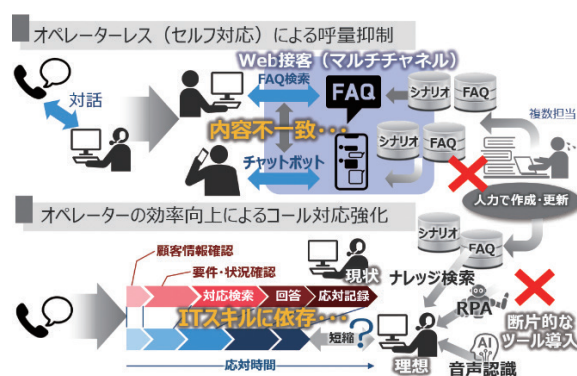 オペレーターレス（セルフ対応）による呼量抑制
Web接客（マルチチャネル）
対話
FAQ検索
FAQ
シナリオ
FAQ
複数担当
内容不一致・・・
シナリオ
FAQ
チャットボット
人力で作成・更新
オペレーターの効率向上によるコール対応強化
シナリオ
FAQ
顧客情報確認
要件・状況確認
現状
ナレッジ検索
対応検索
回答
応対記録
RPA
ITスキルに依存・・・
断片的な
ツール導入
短縮
?
AI
応対時間
理想
音声認識